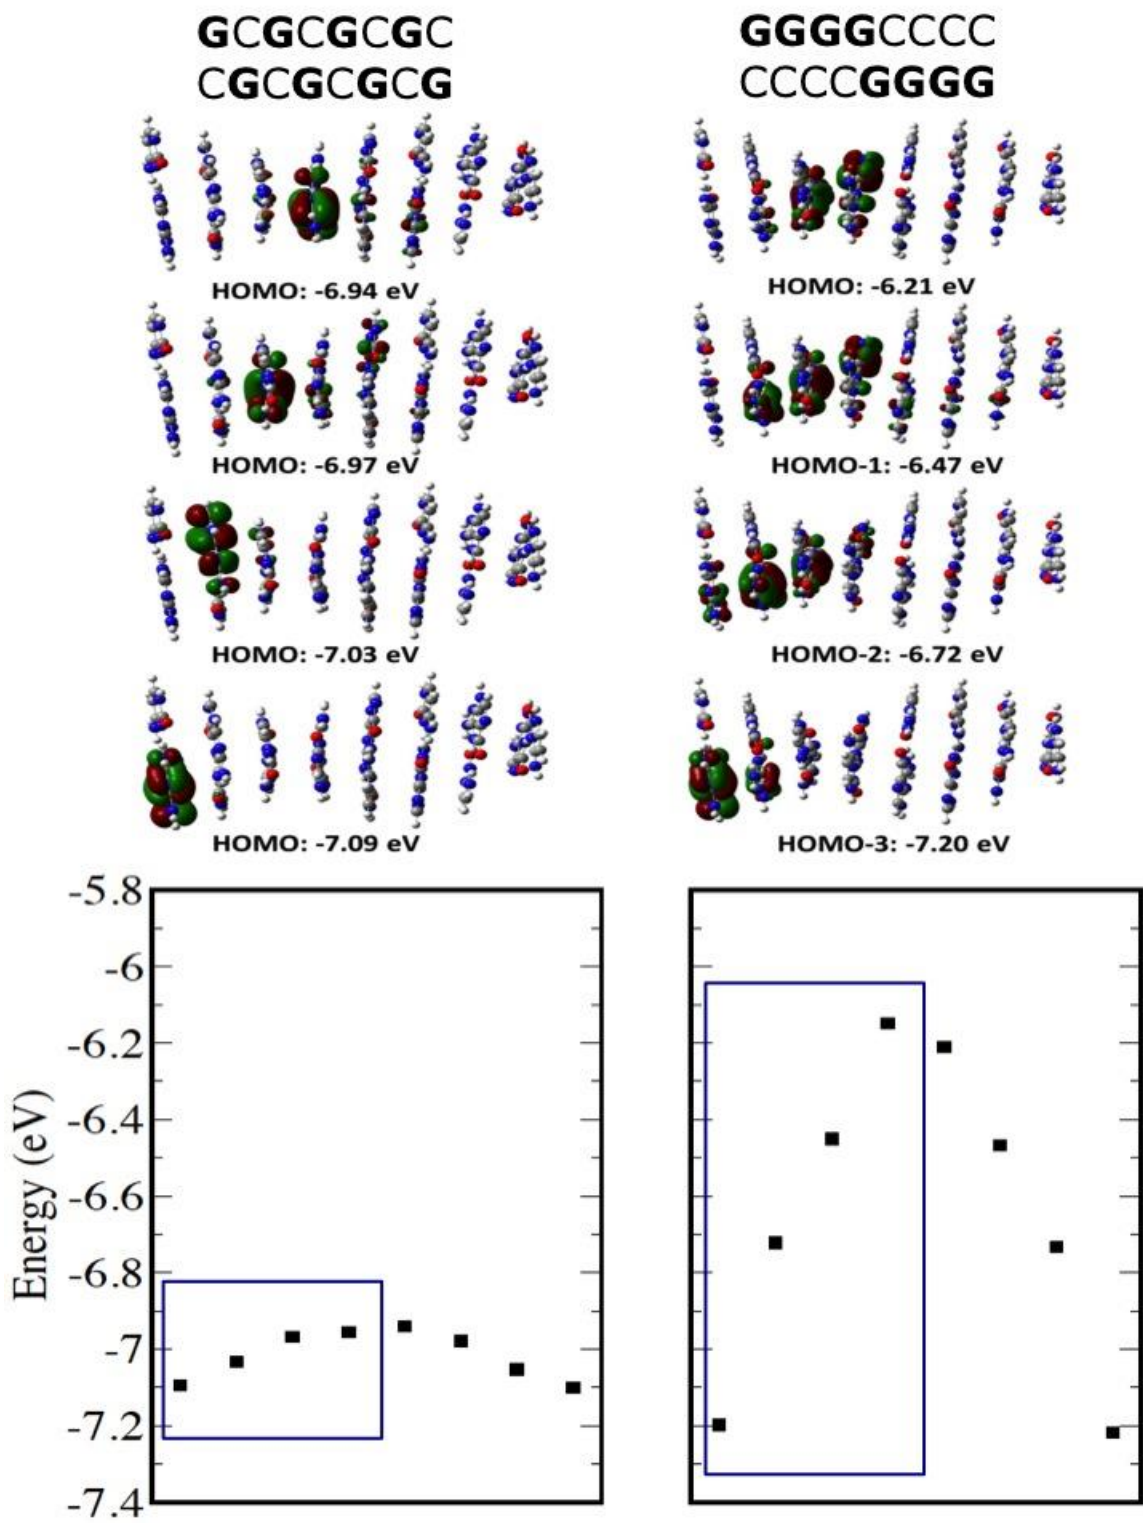 GCGCGCGC
CGCGCGCG
HOMO: -6.94 eV
HOMO: -6.97 eV
HOMO: -7.03 eV
HOMO: -7.09 eV
GGGGCCCC
CCCCGGGG
HOMO: -6.21 eV
HOMO-1: -6.47 eV
HOMO-2: -6.72 eV
HOMO-3: -7.20 eV
Energy (eV)
-5.8
-6
-6.2
-6.4
-6.6
-6.8
-7
-7.2
-7.4